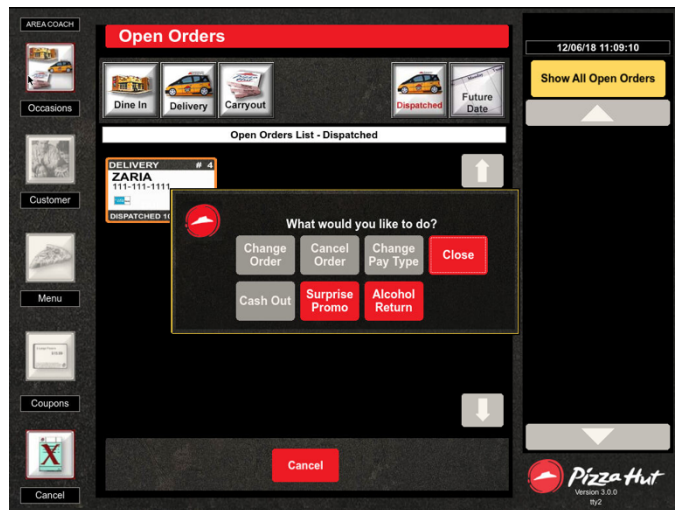 AREA COACH
Open Orders
12/06/18 11:09:10
Show All Open Orders
Occasions
Dine In
Delivery
Carryout
Dispatched
Future
Date
Open Orders List - Dispatched
DELIVERY # 4
ZARIA
111-111-1111
DISPATCHED 10
Customer
What would you like to do?
Change
Order
Cancel
Order
Change
Pay Type
Close
Cash Out
Surprise
Promo
Alcohol
Return
Menu
Coupons
Cancel
Cancel
Pizza Hut
Version 3.0.0
tty2